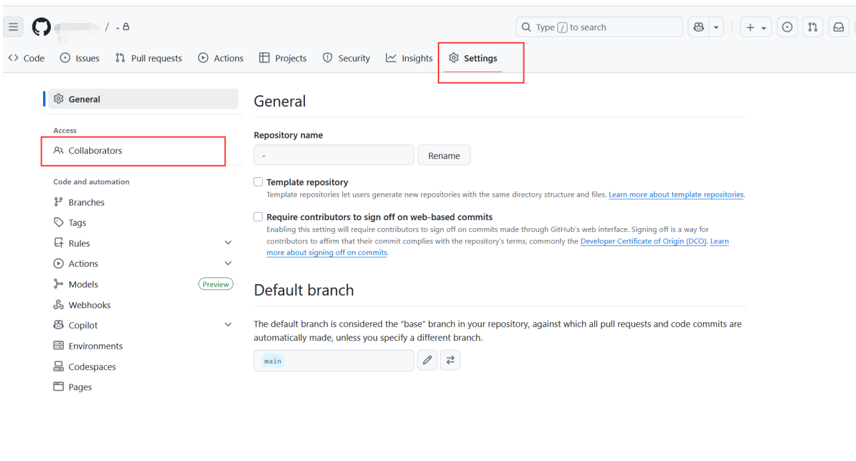 / -
Type / to search
Code
Issues
Pull requests
Actions
Projects
Security
Insights
Settings
General
Access
Collaborators
Code and automation
Branches
Tags
Rules
Actions
Models
Preview
Webhooks
Copilot
Environments
Codespaces
Pages
General
Repository name
-
Rename
Template repository
Template repositories let users generate new repositories with the same directory structure and files. Learn more about template repositories.
Require contributors to sign off on web-based commits
Enabling this setting will require contributors to sign off on commits made through GitHub's web interface. Signing off is a way for
contributors to affirm that their commit complies with the repository's terms, commonly the Developer Certificate of Origin (DCO). Learn
more about signing off on commits.
Default branch
The default branch is considered the "base" branch in your repository, against which all pull requests and code commits are
automatically made, unless you specify a different branch.
main